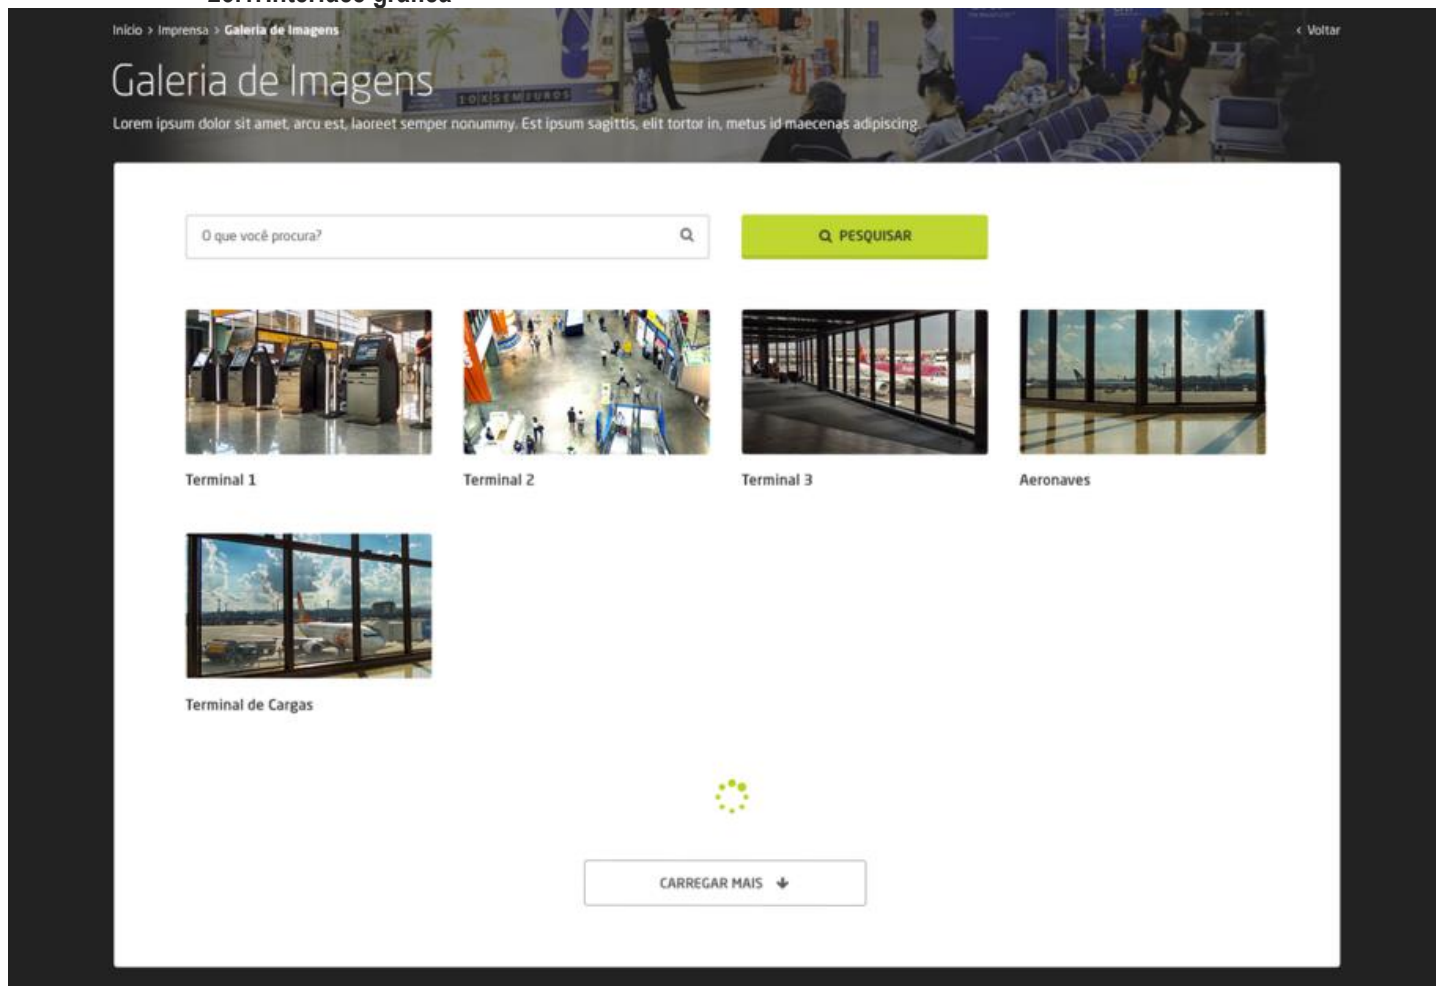 Início > Imprensa > Galeria de Imagens
< Voltar
Galeria de Imagens
10XSEMJUROS
Lorem ipsum dolor sit amet, arcu est, laoreet semper nonummy. Est ipsum sagittis, elit tortor in, metus id maecenas adipiscing.
O que você procura?
PESQUISAR
Terminal 1
Terminal 2
Terminal 3
Aeronaves
Terminal de Cargas
CARREGAR MAIS